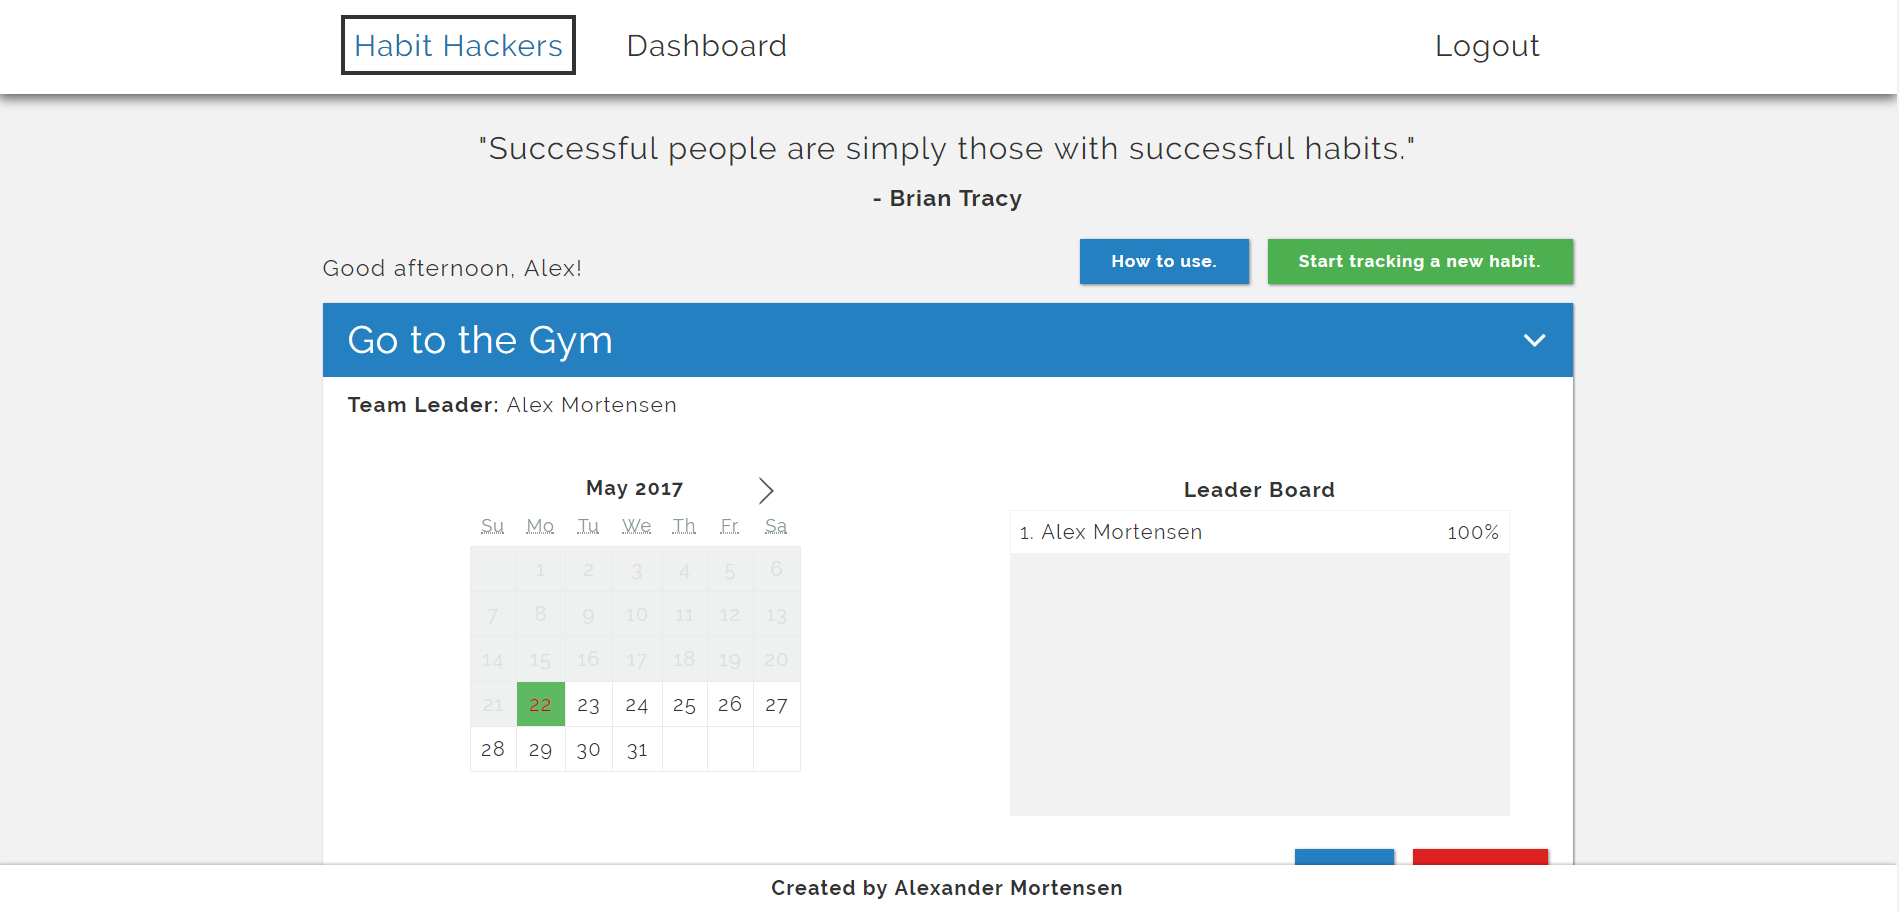 Habit Hackers Dashboard Logout
"Successful people are simply those with successful habits."
- Brian Tracy
Good afternoon, Alex!
How to use. Start tracking a new habit.
Go to the Gym
Team Leader: Alex Mortensen
May 2017
Su Mo Tu We Th Fr Sa
1 2 3 4 5 6
7 8 9 10 11 12 13
14 15 16 17 18 19 20
21 22 23 24 25 26 27
28 29 30 31
Leader Board
1. Alex Mortensen 100%
Created by Alexander Mortensen